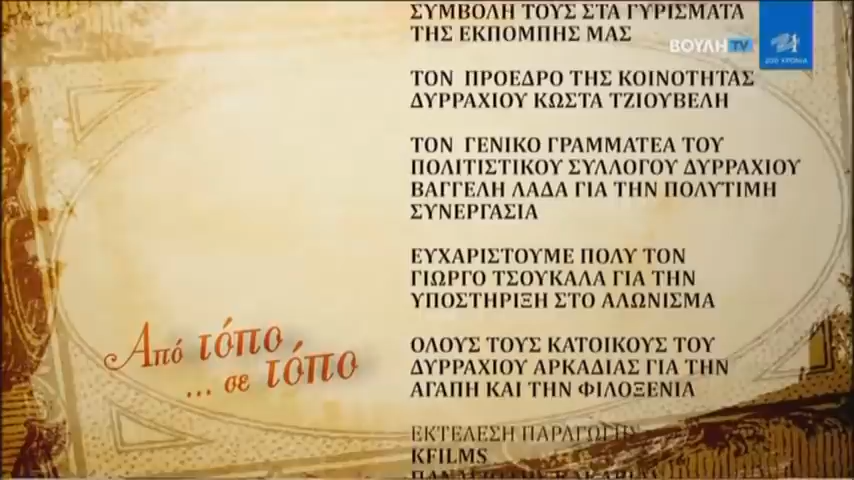 ΣΥΜΒΟΛΗ ΤΟΥΣ ΣΤΑ ΓΥΡΙΣΜΑΤΑ
ΤΗΣ ΕΚΠΟΜΠΗΣ ΜΑΣ
ΒΟΥΛΗ TV
200 ΧΡΟΝΙΑ
ΤΟΝ ΠΡΟΕΔΡΟ ΤΗΣ ΚΟΙΝΟΤΗΤΑΣ
ΔΥΡΡΑΧΙΟΥ ΚΩΣΤΑ ΤΖΙΟΥΒΕΛΗ
ΤΟΝ ΓΕΝΙΚΟ ΓΡΑΜΜΑΤΕΑ ΤΟΥ
ΠΟΛΙΤΙΣΤΙΚΟΥ ΣΥΛΛΟΓΟΥ ΔΥΡΡΑΧΙΟΥ
ΒΑΓΓΕΛΗ ΛΑΔΑ ΓΙΑ ΤΗΝ ΠΟΛΥΤΙΜΗ
ΣΥΝΕΡΓΑΣΙΑ
ΕΥΧΑΡΙΣΤΟΥΜΕ ΠΟΛΥ ΤΟΝ
ΓΙΩΡΓΟ ΤΣΟΥΚΑΛΑ ΓΙΑ ΤΗΝ
ΥΠΟΣΤΗΡΙΞΗ ΣΤΟ ΑΛΩΝΙΣΜΑ
ΟΛΟΥΣ ΤΟΥΣ ΚΑΤΟΙΚΟΥΣ ΤΟΥ
ΔΥΡΡΑΧΙΟΥ ΑΡΚΑΔΙΑΣ ΓΙΑ ΤΗΝ
ΑΓΑΠΗ ΚΑΙ ΤΗΝ ΦΙΛΟΞΕΝΙΑ
ΕΚΤΕΛΕΣΗ ΠΑΡΑΓΩΓΗΣ
KFILMS
Από τόπο
... σε τόπο